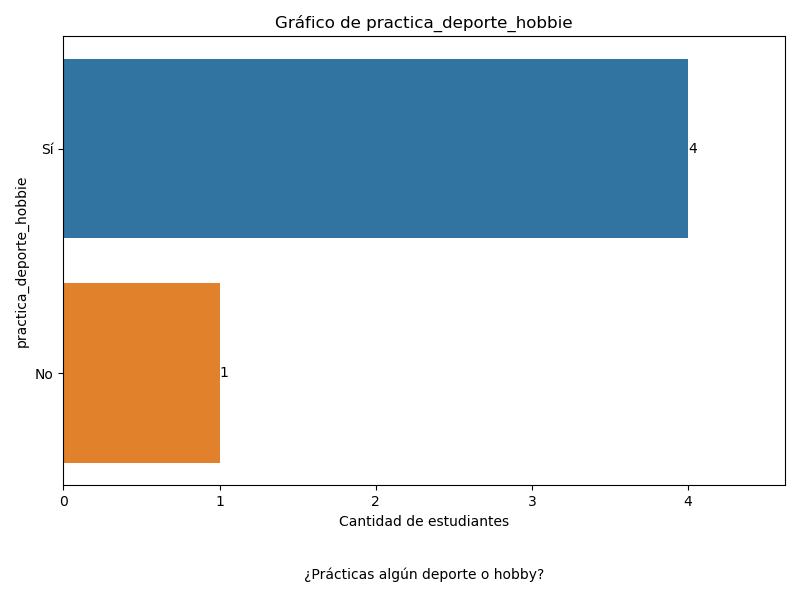 Gráfico de practica_deporte_hobbie
practica_deporte_hobbie
Sí
4
No
1
0 1 2 3 4
Cantidad de estudiantes
¿Prácticas algún deporte o hobby?